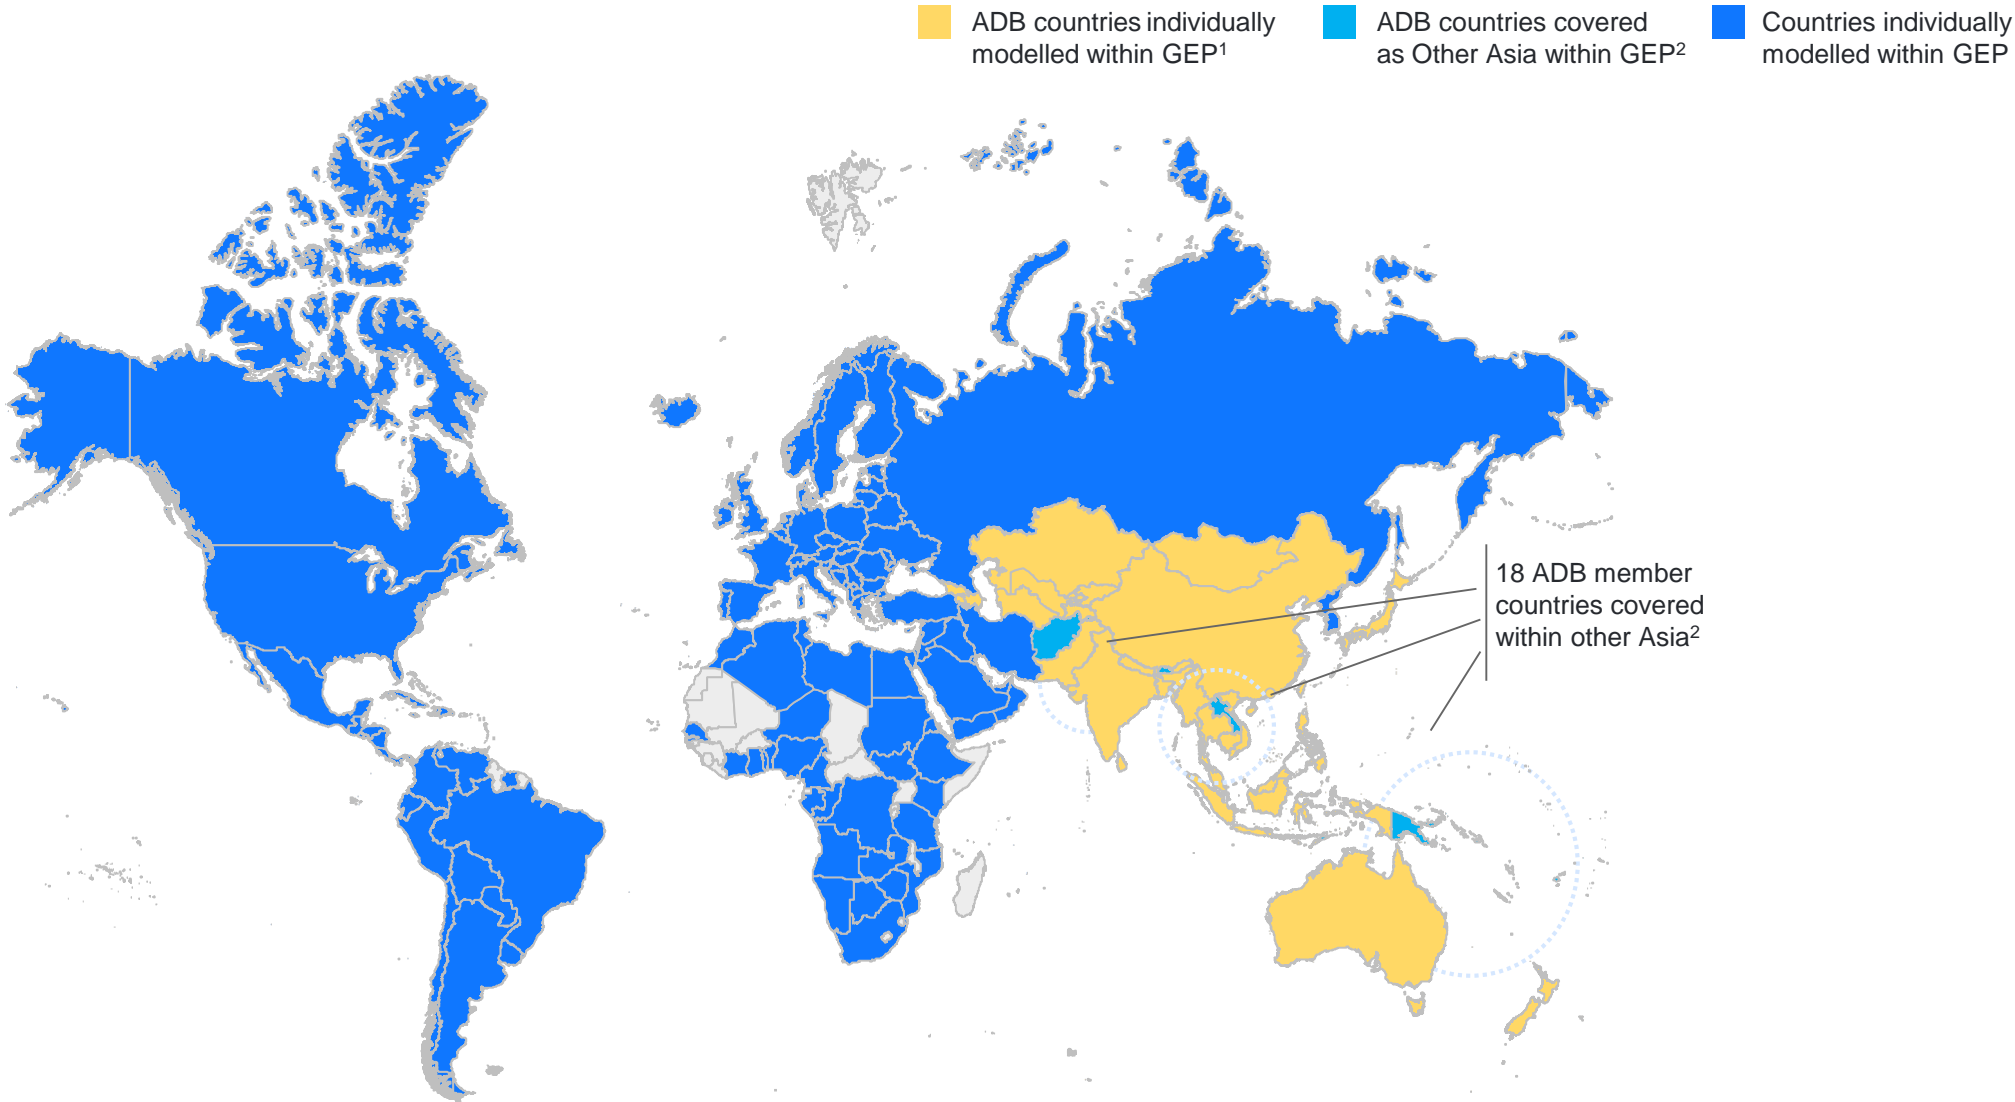 ADB countries individually
modelled within GEP¹
ADB countries covered
as Other Asia within GEP²
Countries individually
modelled within GEP
18 ADB member
countries covered
within other Asia²